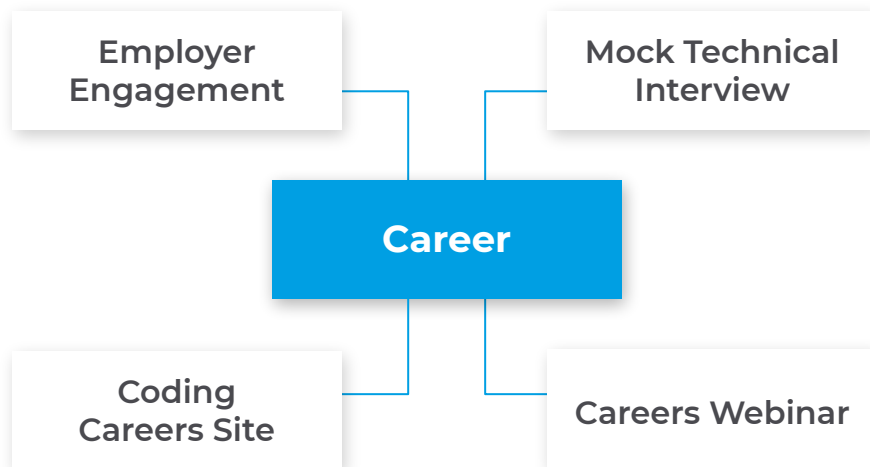 Employer
Engagement
Mock Technical
Interview
Career
Coding
Careers Site
Careers Webinar